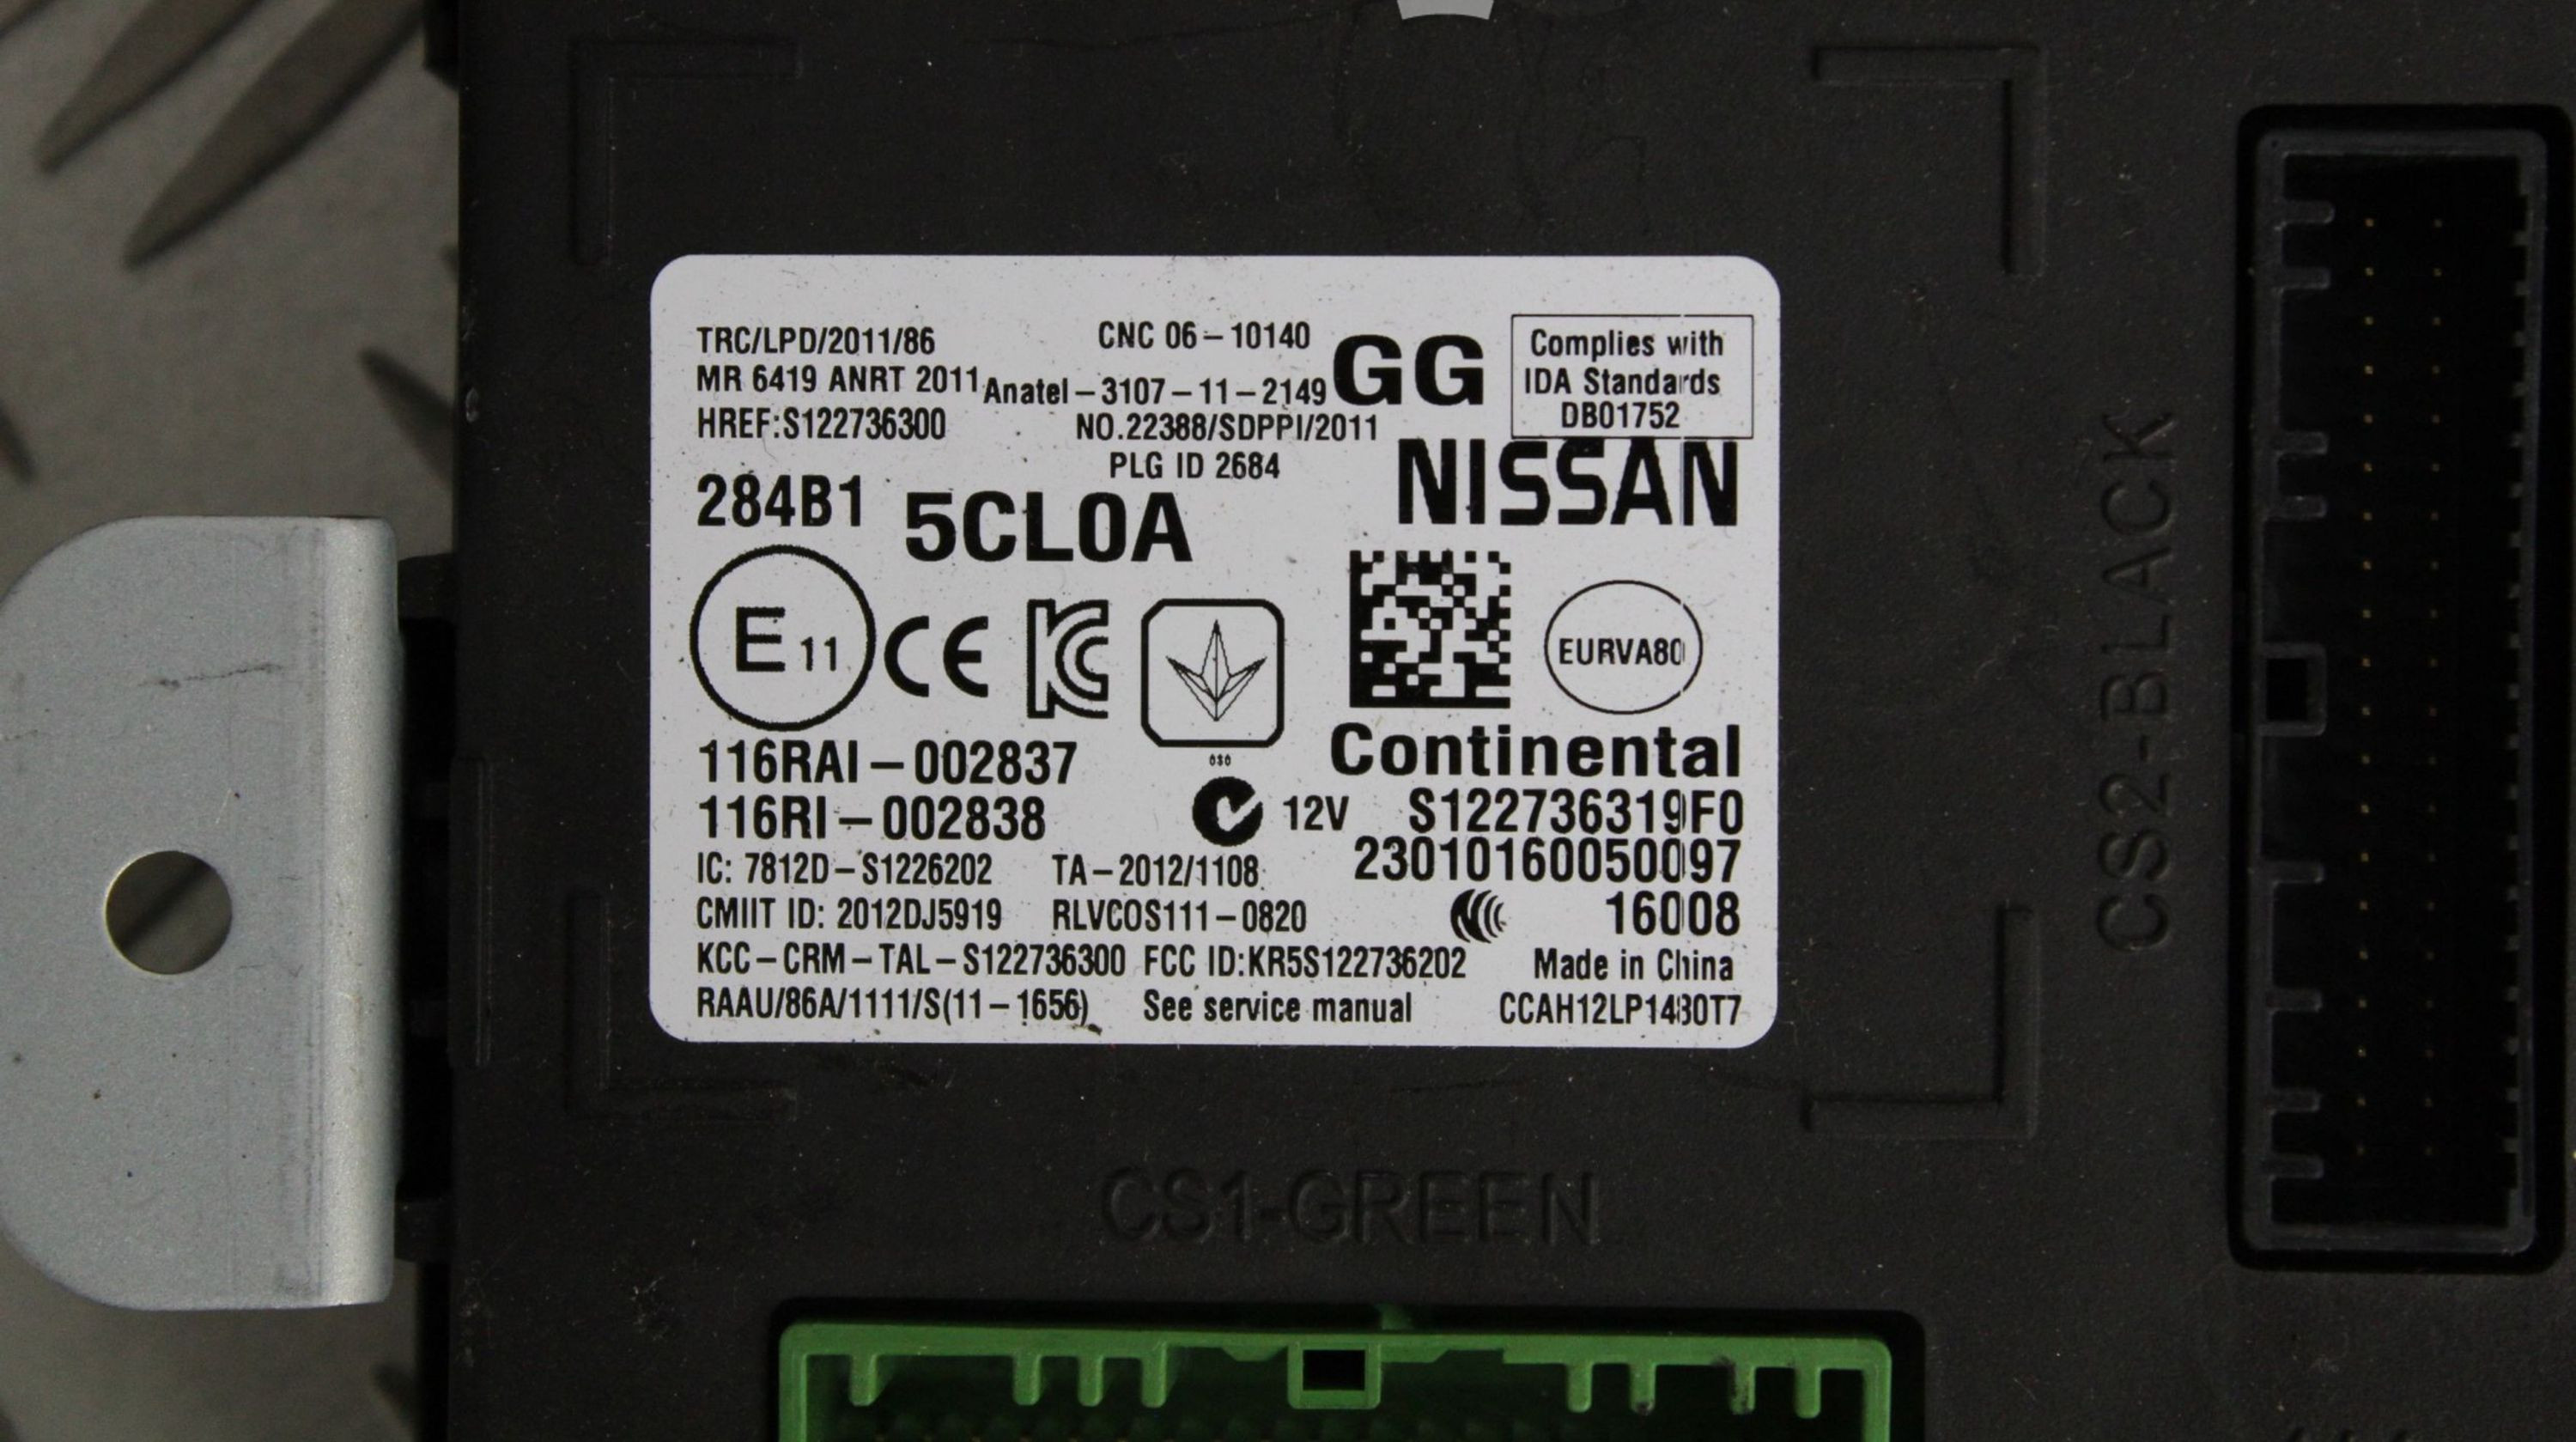 TRC/LPD/2011/86
MR 6419 ANRT 2011
HREF:S122736300
CNC 06-10140
Anatel-3107-11-2149
NO.22388/SDPPI/2011
PLG ID 2684
GG
Complies with
IDA Standards
DB01752
NISSAN
284B1 5CL0A
E11 CE
EURVA80
116RAI-002837
116RI-002838
Continental
12V S122736319F0
23010160050097
IC: 7812D-S1226202 TA-2012/1108
CMIIT ID: 2012DJ5919 RLVCOS111-0820 16008
KCC-CRM-TAL-S122736300 FCC ID:KR5S122736202 Made in China
RAAU/86A/1111/S(11-1656) See service manual CCAH12LP1480T7
CS1-GREEN
CS2-BLACK